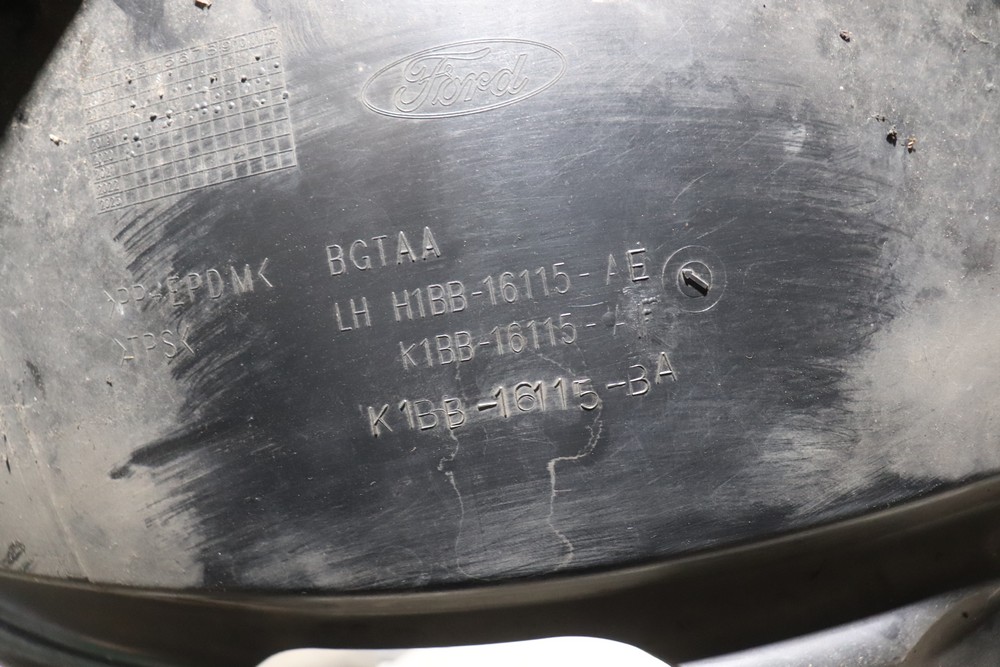 Ford
BGTAA
>PP+EPDM<
LH H1BB-16115-AE
K1BB-16115-AF
>TPS<
K1BB-16115-BA